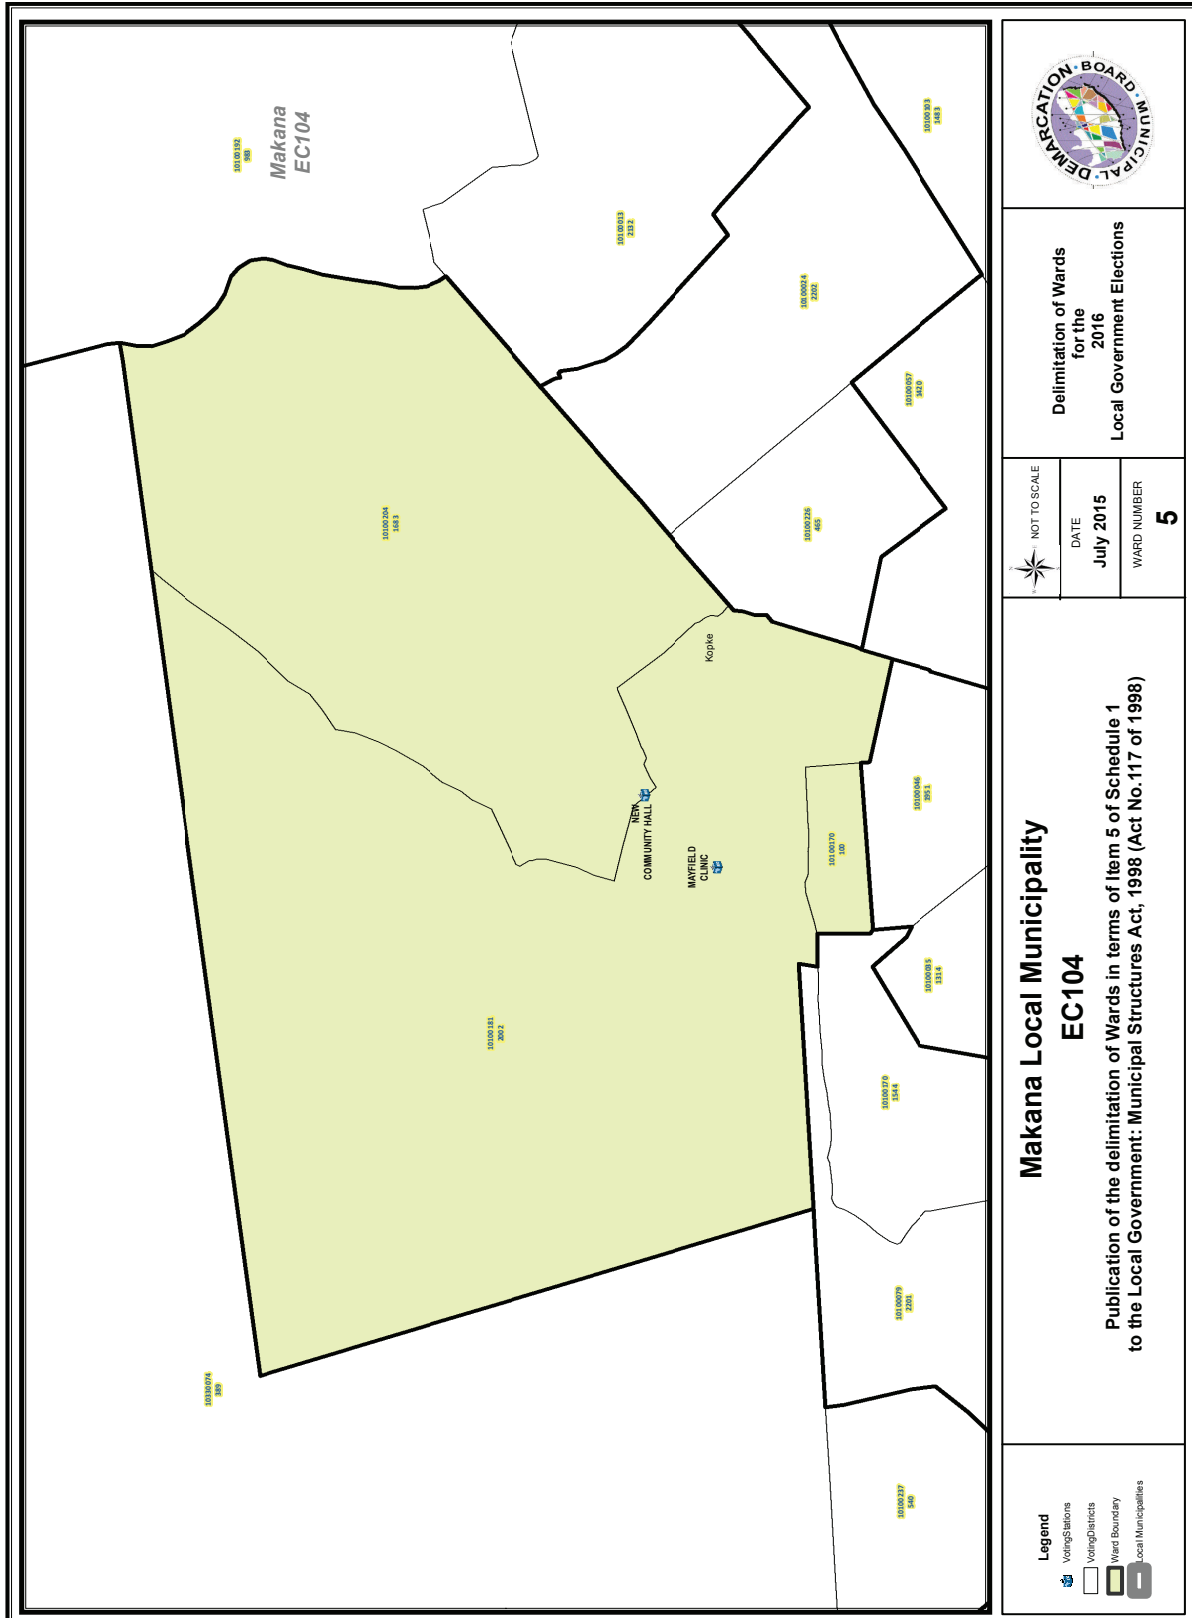 10330074
389
10100192
983
Makana
EC104
10100204
1683
10100181
2002
10100013
2132
NEW
COMMUNITY HALL
MAYFIELD
CLINIC
Kopke
10100024
2202
10100226
465
10100170
100
10100237
540
10100079
2201
10100170
1544
10100035
1314
10100046
1951
10100057
1420
10100103
1483
Legend
VotingStations
VotingDistricts
Ward Boundary
Local Municipalities
Makana Local Municipality
EC104
Publication of the delimitation of Wards in terms of Item 5 of Schedule 1
to the Local Government: Municipal Structures Act, 1998 (Act No.117 of 1998)
NOT TO SCALE
DATE
July 2015
WARD NUMBER
5
Delimitation of Wards
for the
2016
Local Government Elections
MUNICIPAL • DEMARCATION • BOARD •